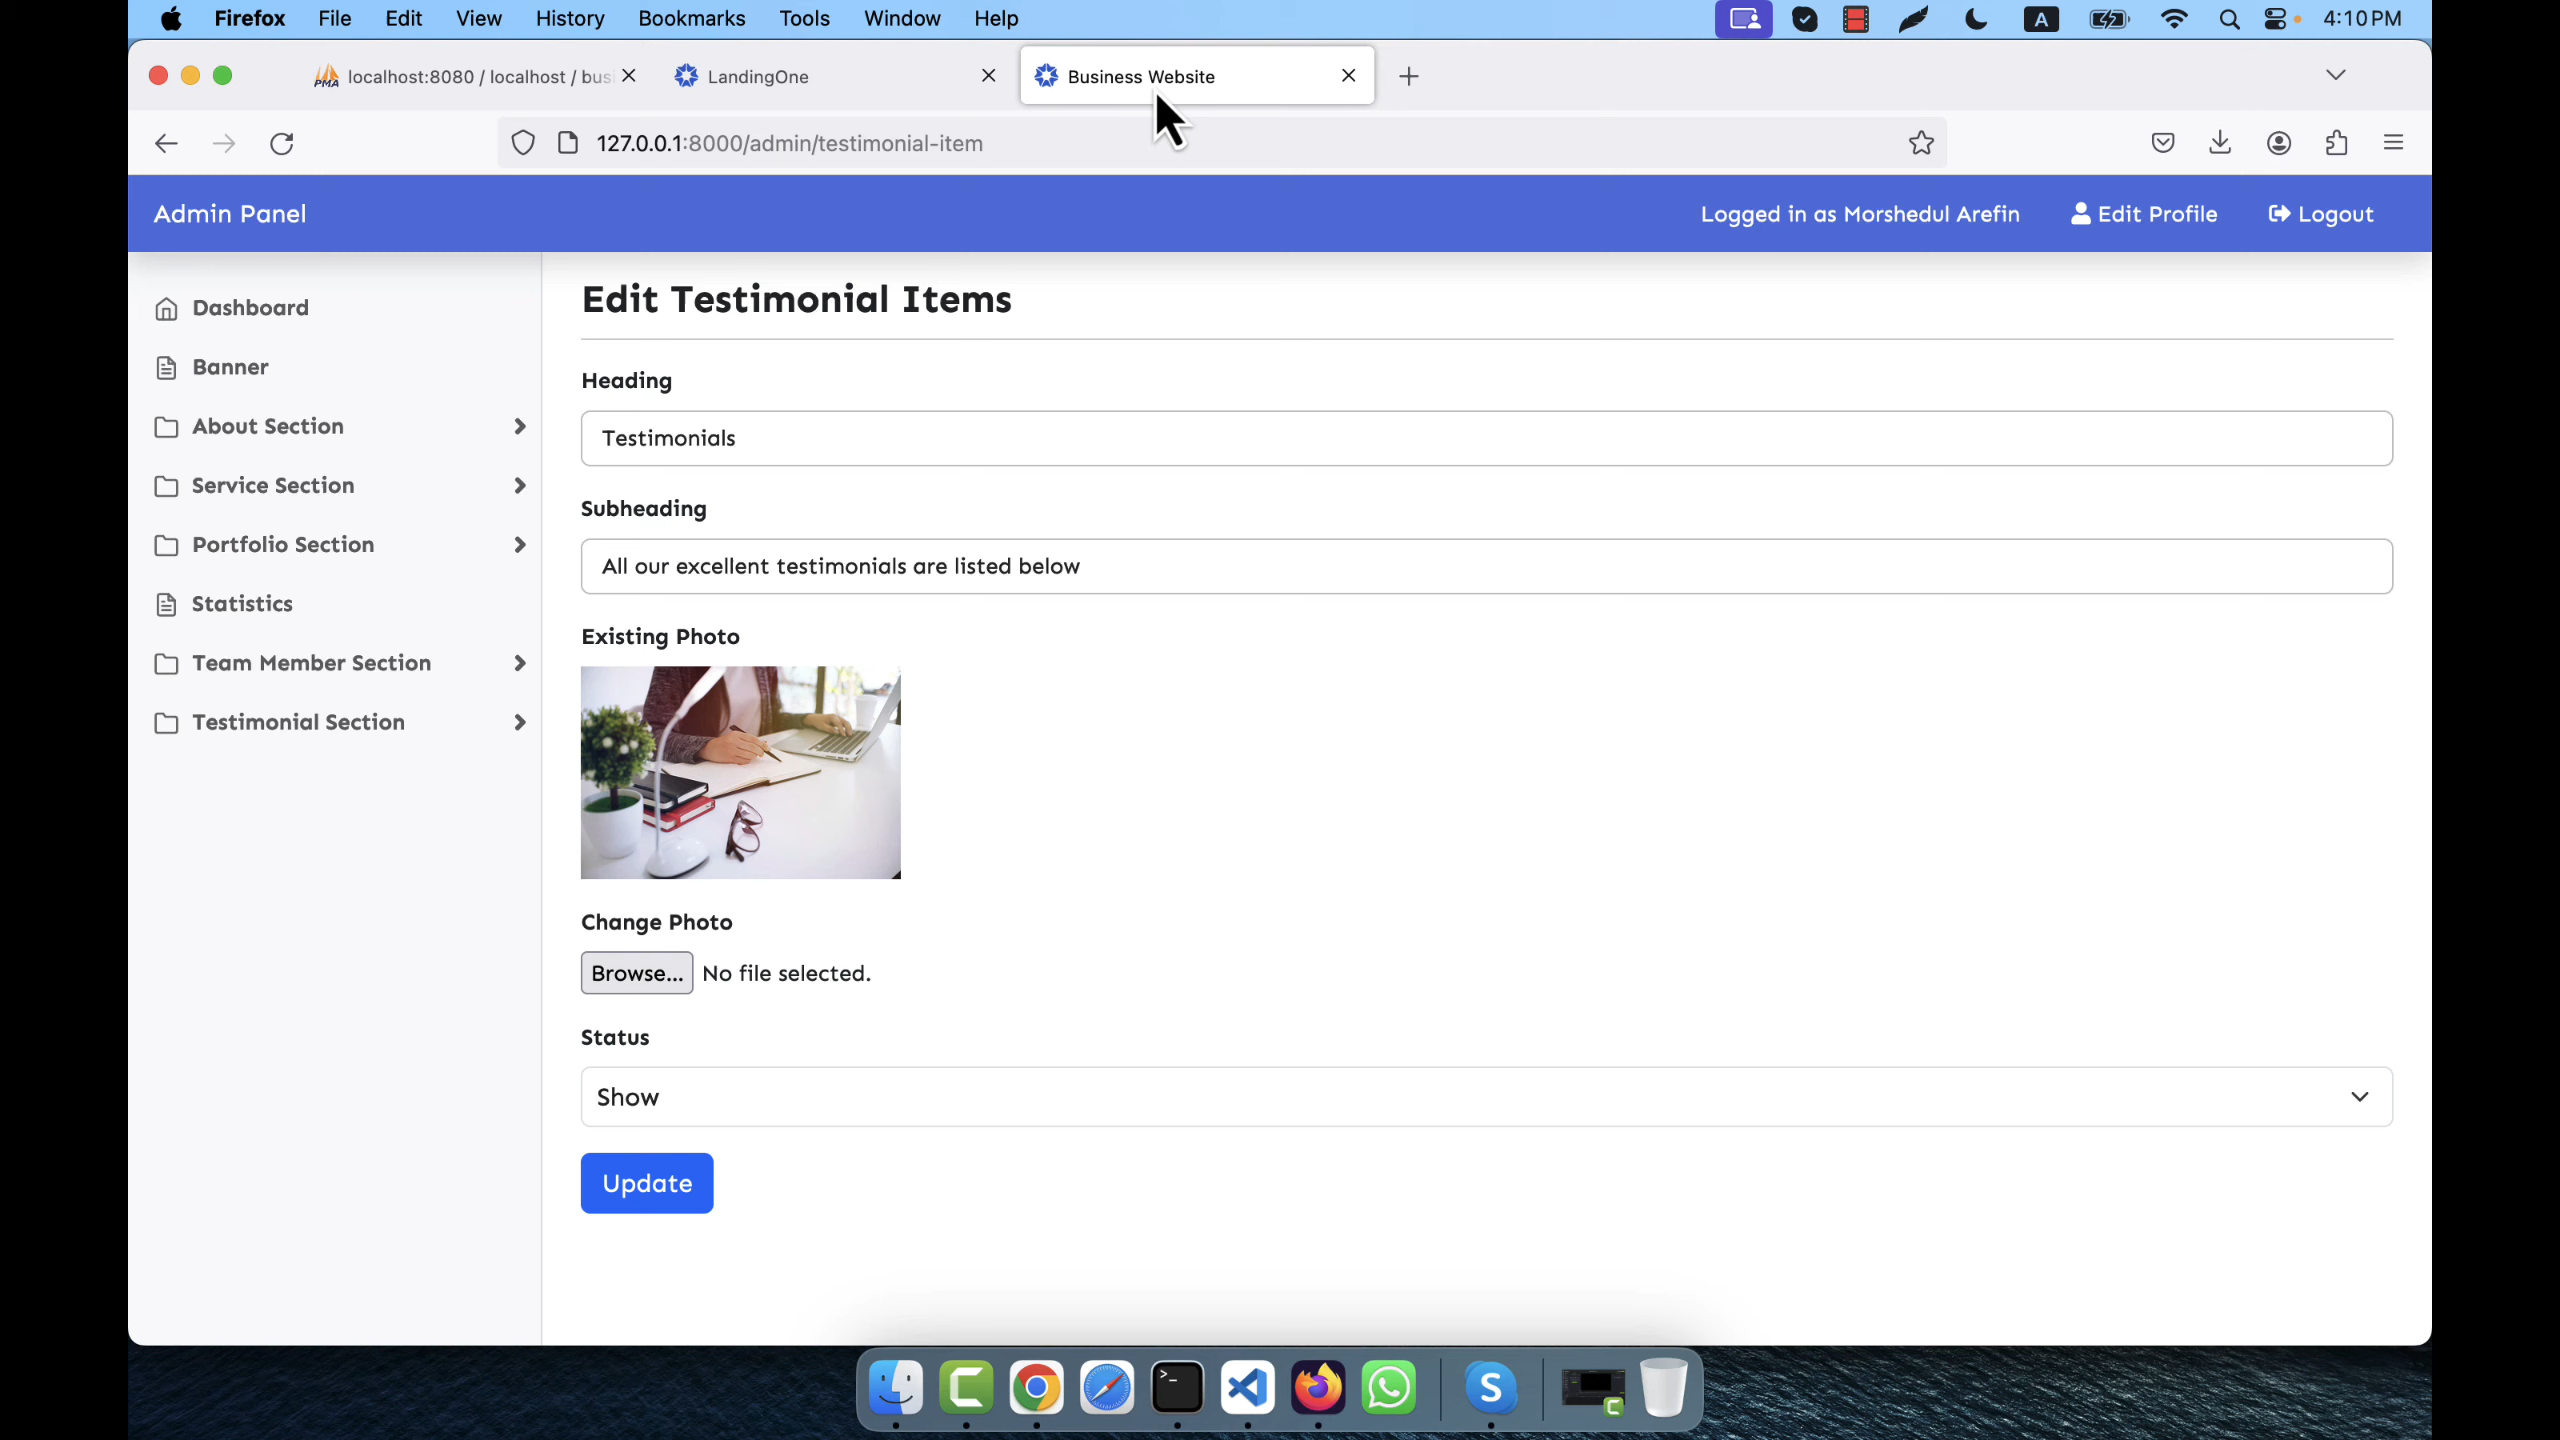 Firefox File Edit View History Bookmarks Tools Window Help A 4:10 PM
PMA localhost:8080 / localhost / busi LandingOne Business Website
127.0.0.1:8000/admin/testimonial-item
Admin Panel Logged in as Morshedul Arefin Edit Profile Logout
Dashboard
Banner
About Section
Service Section
Portfolio Section
Statistics
Team Member Section
Testimonial Section
Edit Testimonial Items
Heading
Testimonials
Subheading
All our excellent testimonials are listed below
Existing Photo
Change Photo
Browse... No file selected.
Status
Show
Update